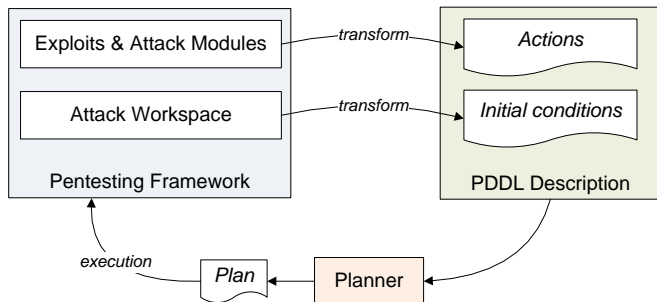 Exploits & Attack Modules
transform
Actions
Attack Workspace
transform
Initial conditions
Pentesting Framework
PDDL Description
execution
Plan
Planner